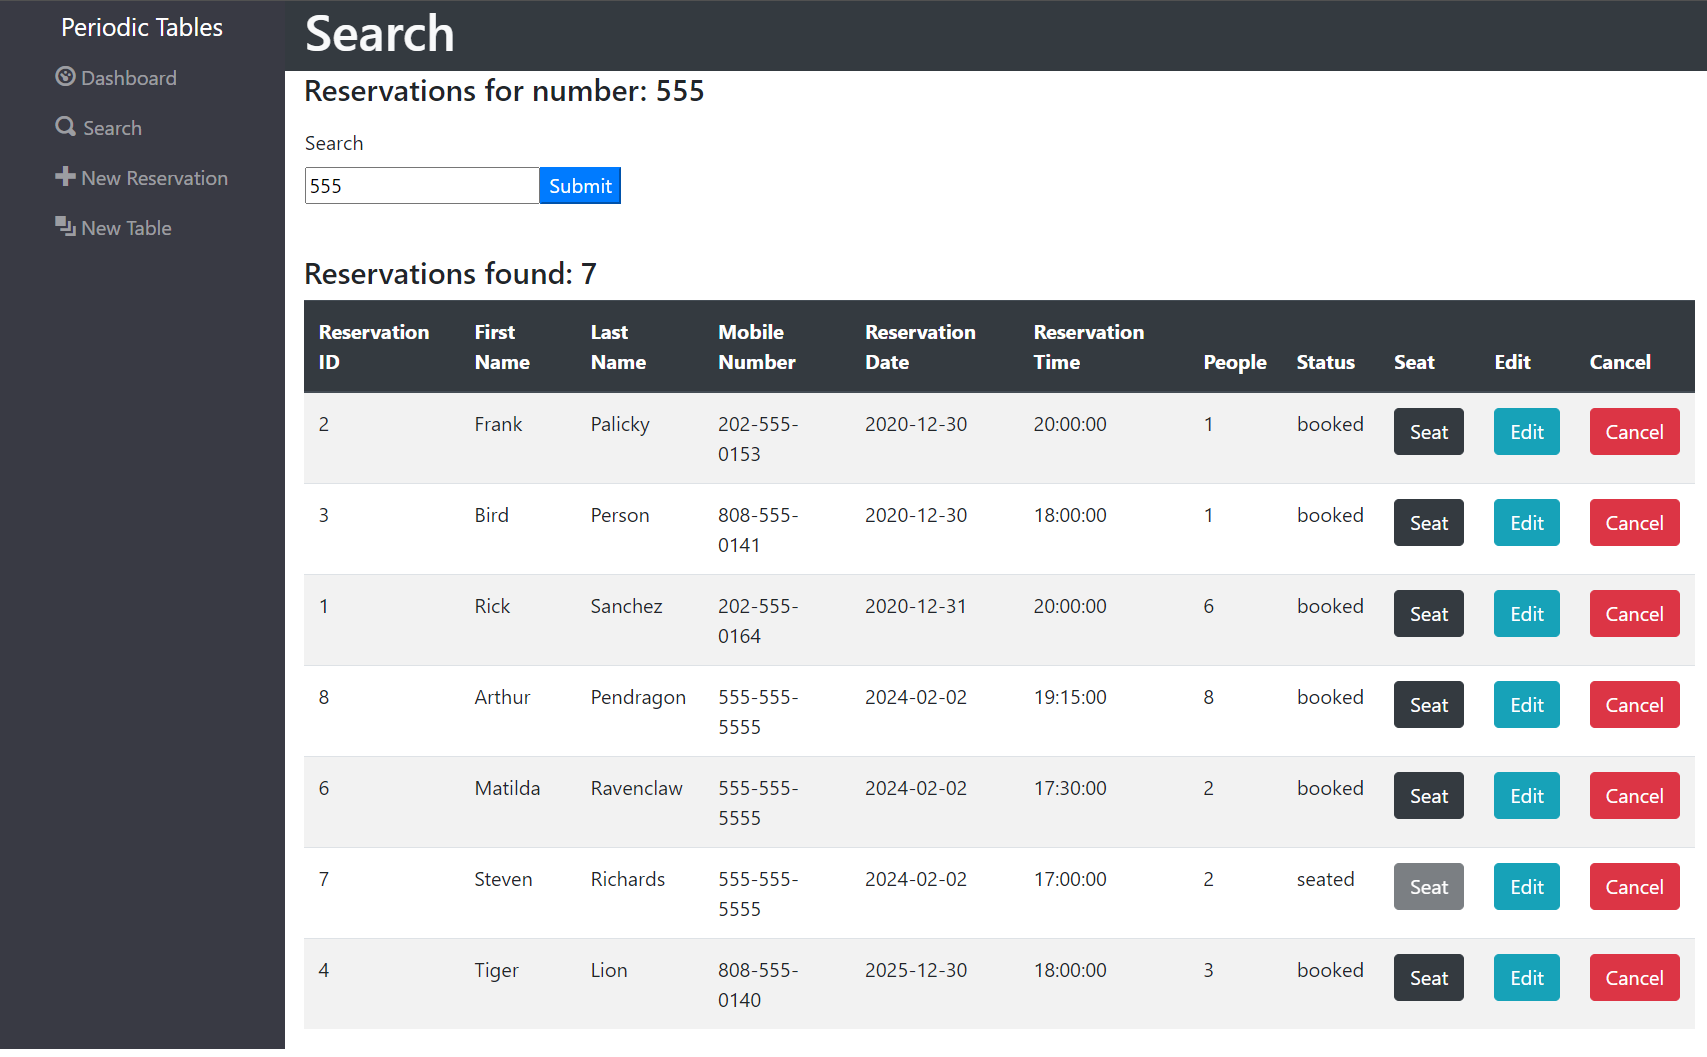 Periodic Tables
Dashboard
Search
New Reservation
New Table
Search
Reservations for number: 555
Search
555 Submit
Reservations found: 7
Reservation ID First Name Last Name Mobile Number Reservation Date Reservation Time People Status Seat Edit Cancel
2 Frank Palicky 202-555-0153 2020-12-30 20:00:00 1 booked Seat Edit Cancel
3 Bird Person 808-555-0141 2020-12-30 18:00:00 1 booked Seat Edit Cancel
1 Rick Sanchez 202-555-0164 2020-12-31 20:00:00 6 booked Seat Edit Cancel
8 Arthur Pendragon 555-555-5555 2024-02-02 19:15:00 8 booked Seat Edit Cancel
6 Matilda Ravenclaw 555-555-5555 2024-02-02 17:30:00 2 booked Seat Edit Cancel
7 Steven Richards 555-555-5555 2024-02-02 17:00:00 2 seated Seat Edit Cancel
4 Tiger Lion 808-555-0140 2025-12-30 18:00:00 3 booked Seat Edit Cancel